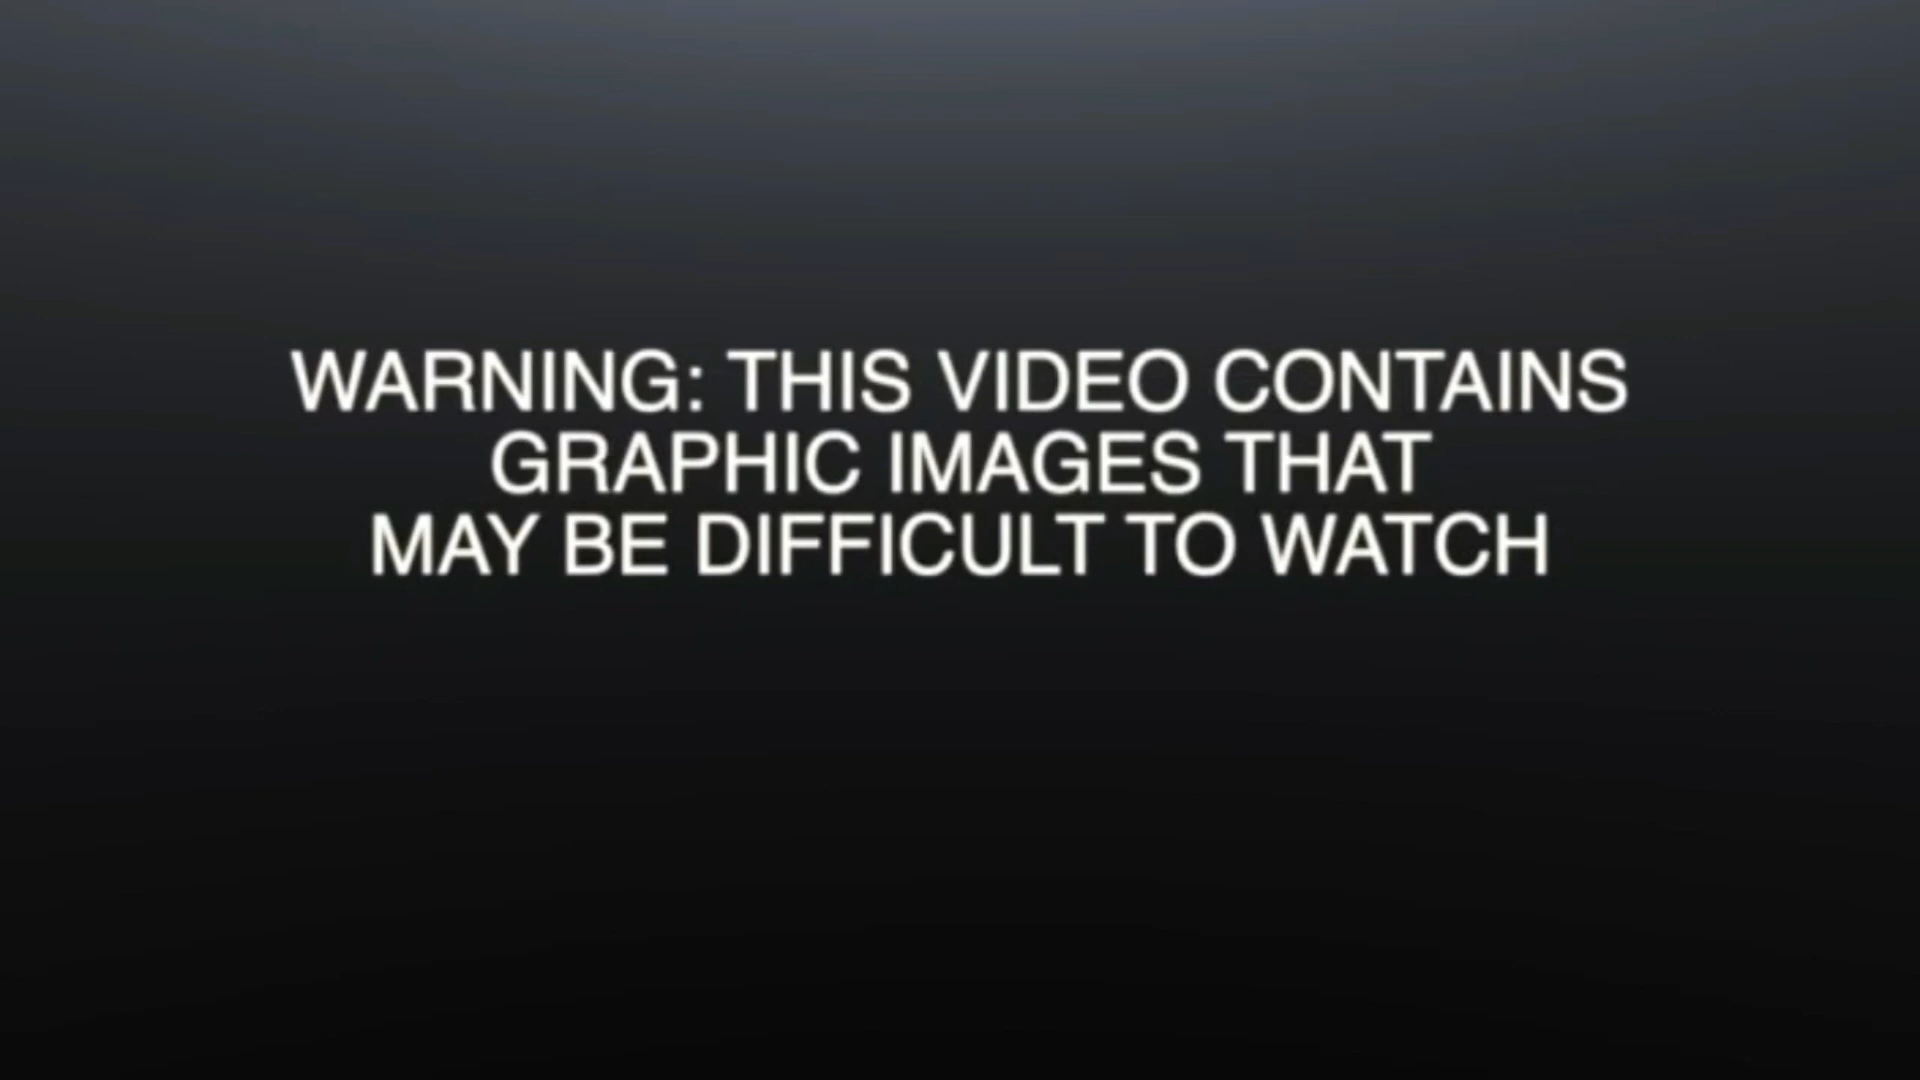 WARNING: THIS VIDEO CONTAINS
GRAPHIC IMAGES THAT
MAY BE DIFFICULT TO WATCH